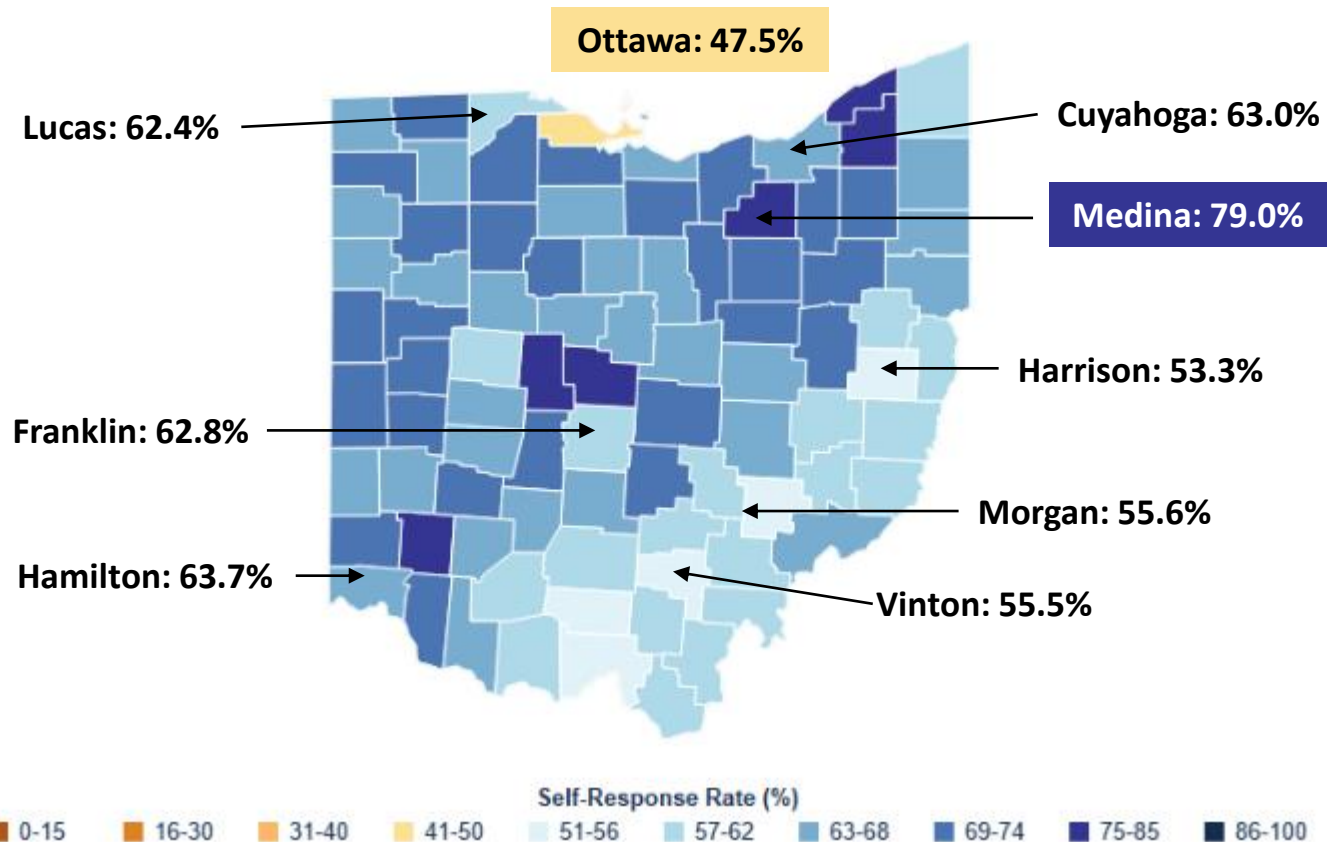 Ottawa: 47.5%
Lucas: 62.4%
Cuyahoga: 63.0%
Medina: 79.0%
Harrison: 53.3%
Franklin: 62.8%
Morgan: 55.6%
Hamilton: 63.7%
Vinton: 55.5%
Self-Response Rate (%)
0-15 16-30 31-40 41-50 51-56 57-62 63-68 69-74 75-85 86-100